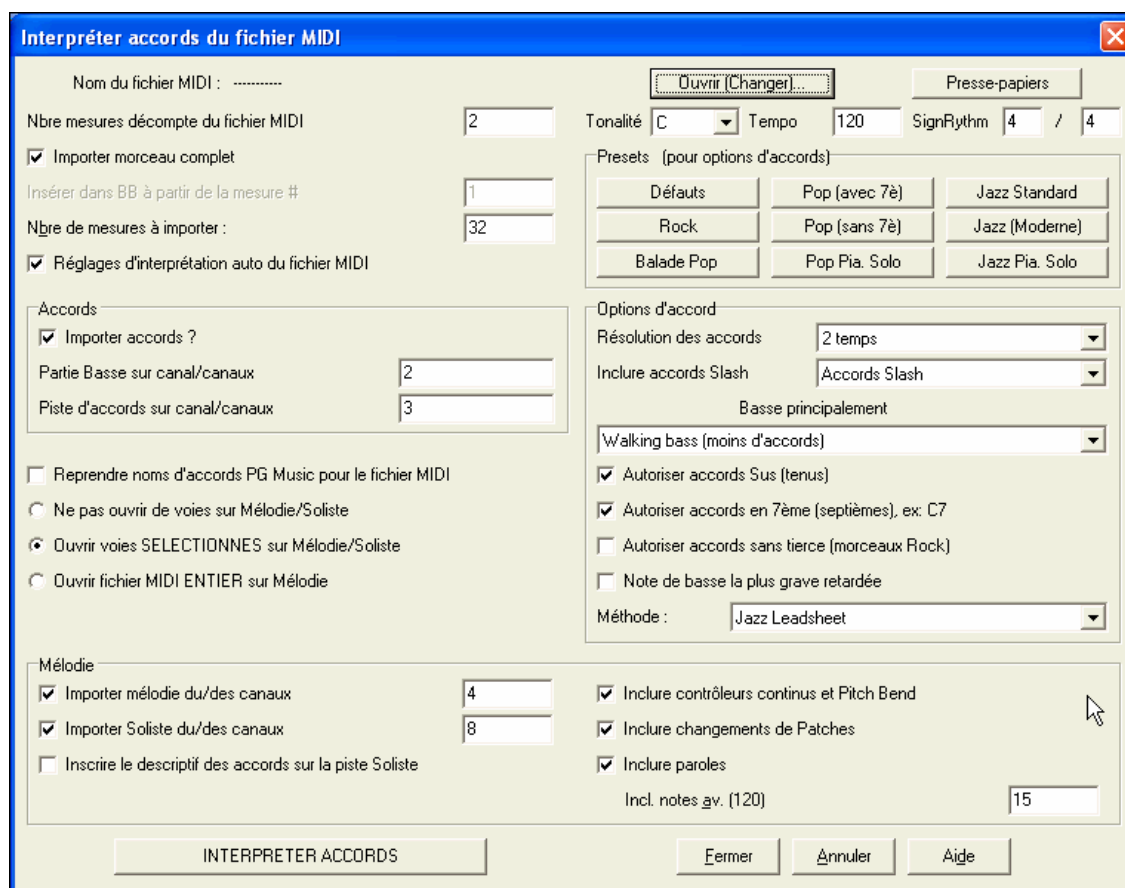 Interpréter accords du fichier MIDI
Nom du fichier MIDI : ----------- Ouvrir (Changer)... Presse-papiers
Nbre mesures décompte du fichier MIDI 2 Tonalité C Tempo 120 SignRythm 4 / 4
Importer morceau complet
Presets (pour options d'accords)
Insérer dans BB à partir de la mesure # 1
Défauts Pop (avec 7è) Jazz Standard
Nbre de mesures à importer : 32
Rock Pop (sans 7è) Jazz (Moderne)
Réglages d'interprétation auto du fichier MIDI
Balade Pop Pop Pia. Solo Jazz Pia. Solo
Accords
Importer accords ?
Partie Basse sur canal/canaux 2
Piste d'accords sur canal/canaux 3
Options d'accord
Résolution des accords 2 temps
Inclure accords Slash Accords Slash
Basse principalement
Walking bass (moins d'accords)
Reprendre noms d'accords PG Music pour le fichier MIDI
Ne pas ouvrir de voies sur Mélodie/Soliste
Ouvrir voies SELECTIONNES sur Mélodie/Soliste
Ouvrir fichier MIDI ENTIER sur Mélodie
Autoriser accords Sus (tenus)
Autoriser accords en 7ème (septièmes), ex: C7
Autoriser accords sans tierce (morceaux Rock)
Note de basse la plus grave retardée
Méthode : Jazz Leadsheet
Mélodie
Importer mélodie du/des canaux 4
Importer Soliste du/des canaux 8
Inscrire le descriptif des accords sur la piste Soliste
Inclure contrôleurs continus et Pitch Bend
Inclure changements de Patches
Inclure paroles
Incl. notes av. (120) 15
INTERPRETER ACCORDS Fermer Annuler Aide